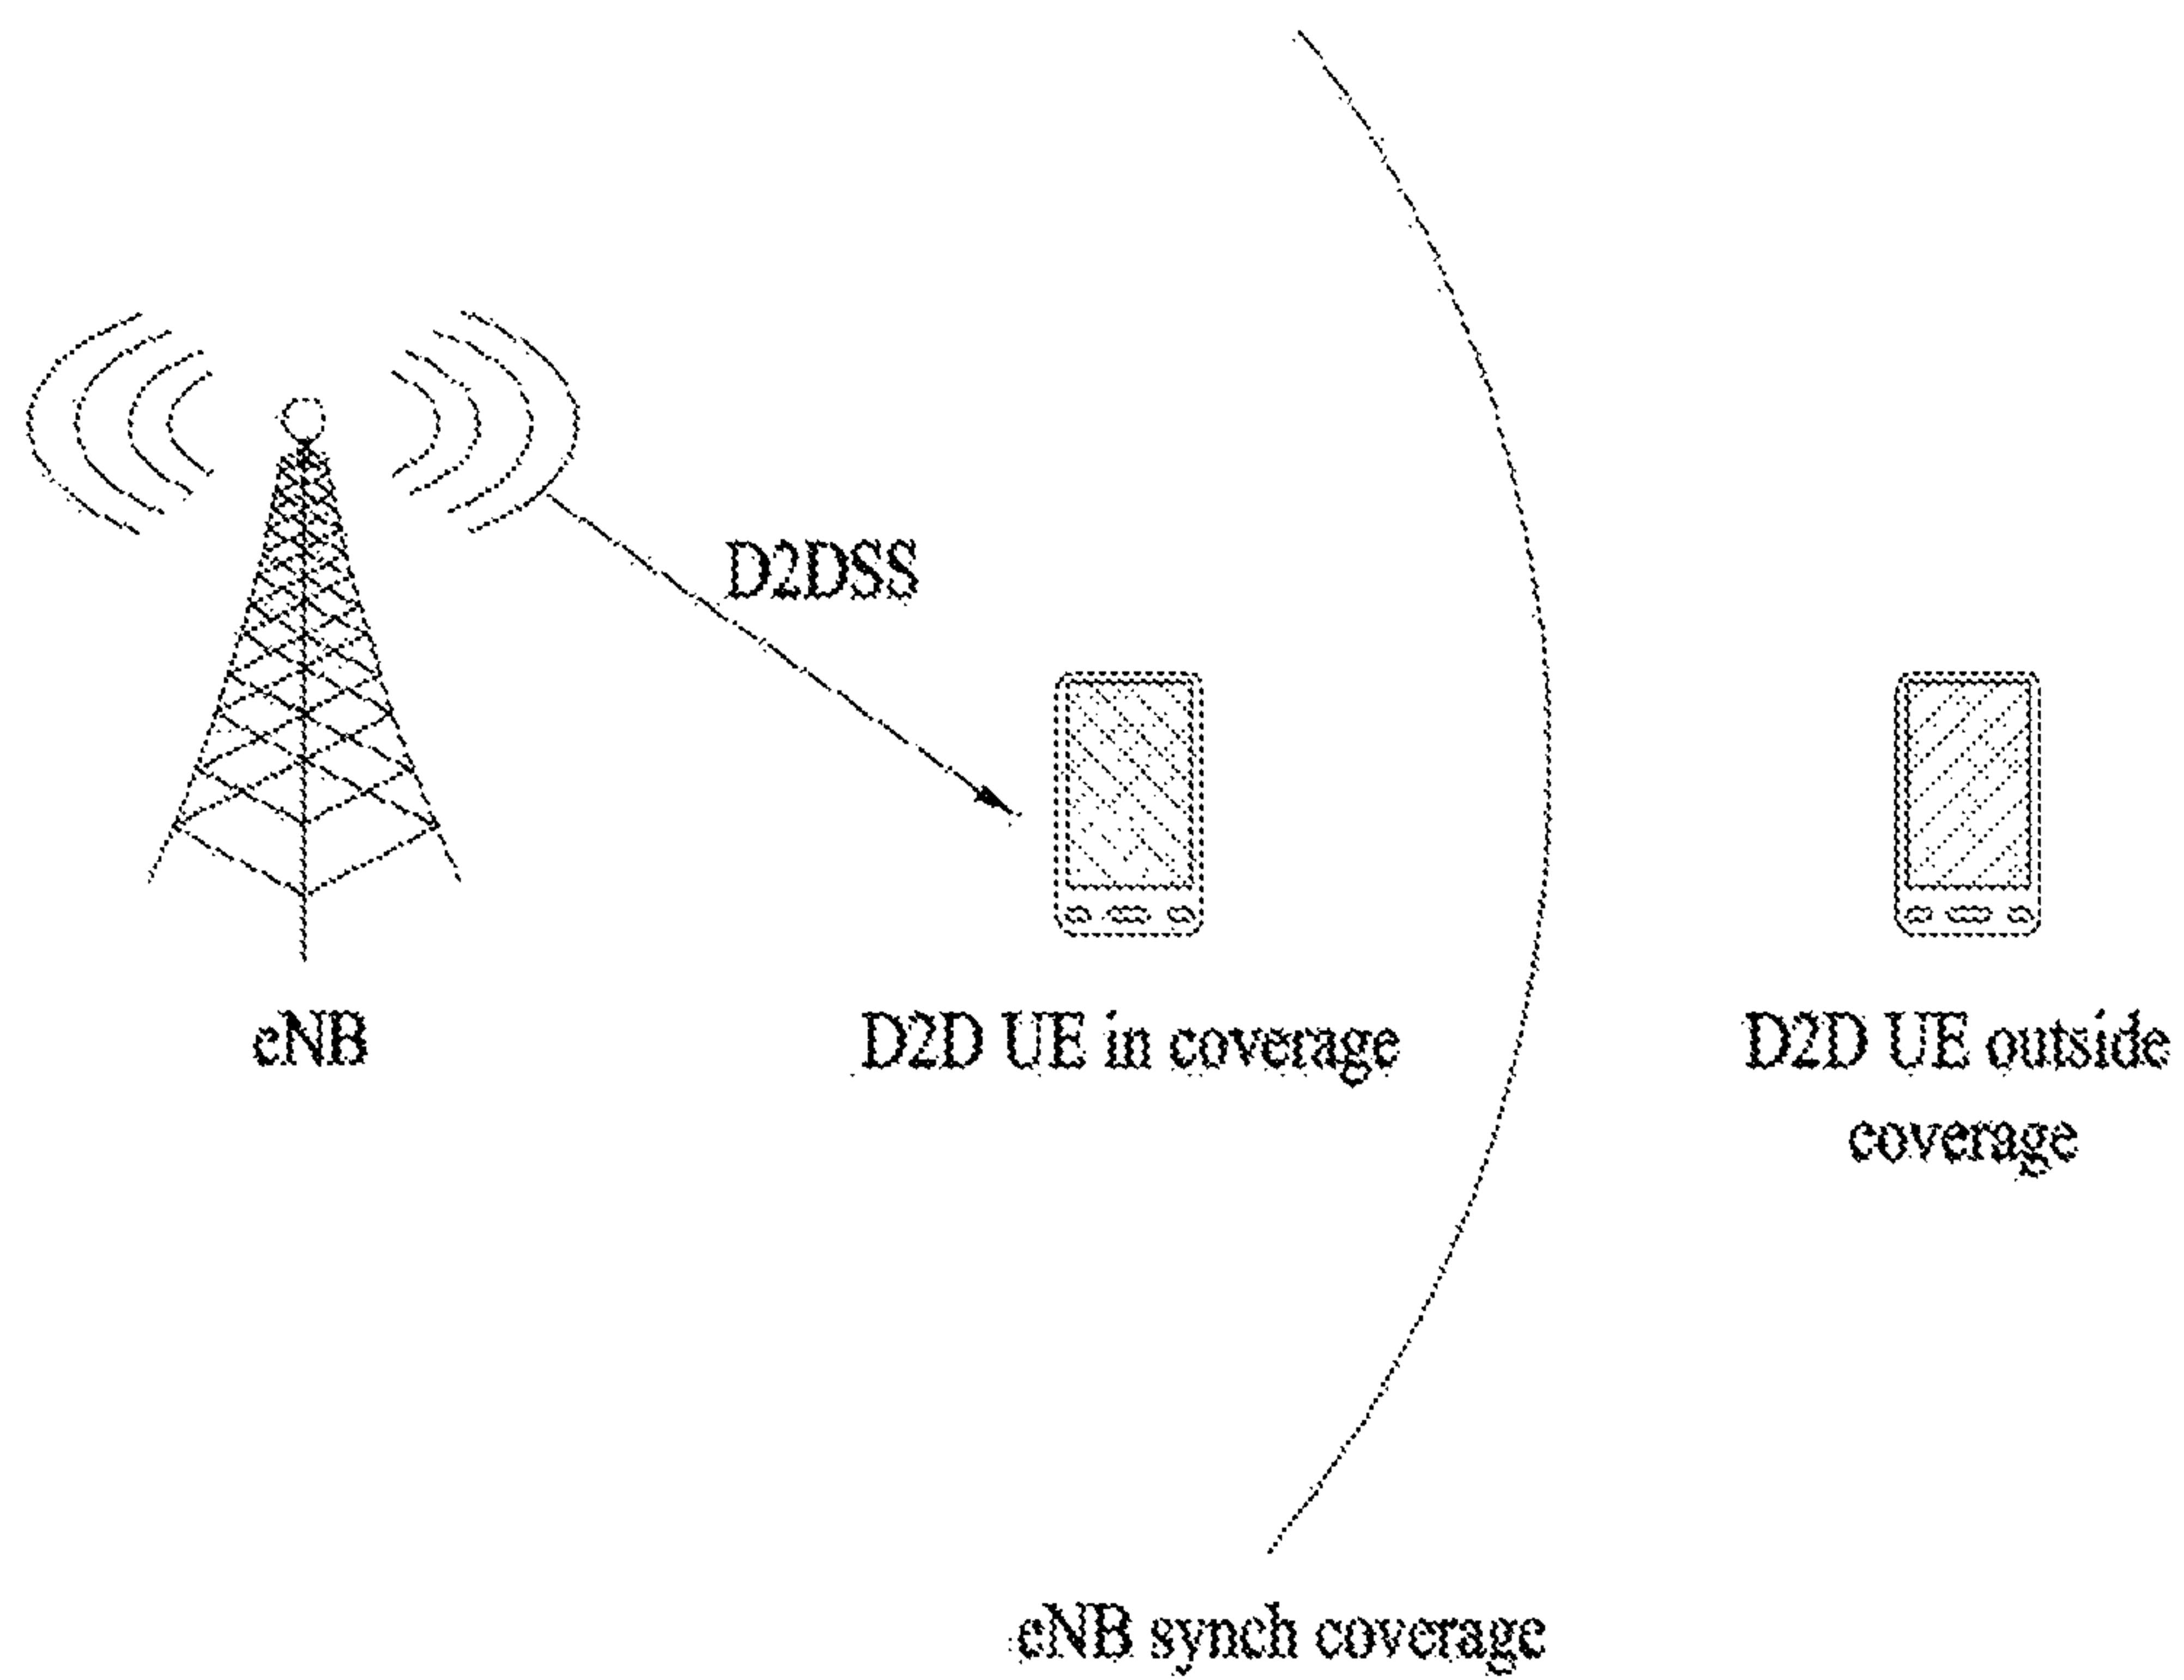 D2DSS
eNB
D2D UE in coverage
D2D UE outside
coverage
eNB synch coverage